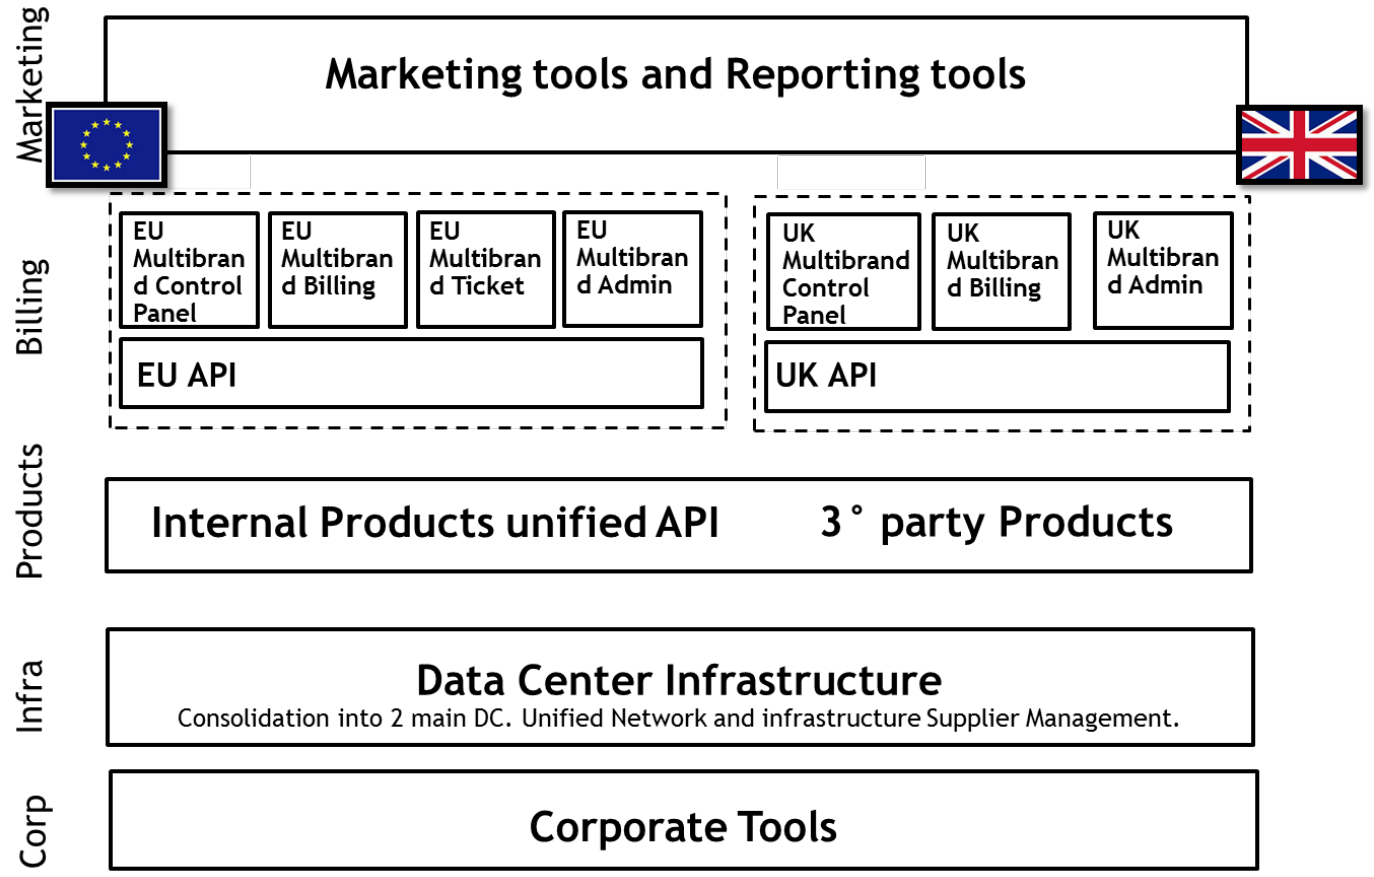 Marketing
Marketing tools and Reporting tools
Billing
EU
Multibran
d Control
Panel
EU
Multibran
d Billing
EU
Multibran
d Ticket
EU
Multibran
d Admin
EU API
UK
Multibrand
Control
Panel
UK
Multibran
d Billing
UK
Multibran
d Admin
UK API
Products
Internal Products unified API
3° party Products
Infra
Data Center Infrastructure
Consolidation into 2 main DC. Unified Network and infrastructure Supplier Management.
Corp
Corporate Tools